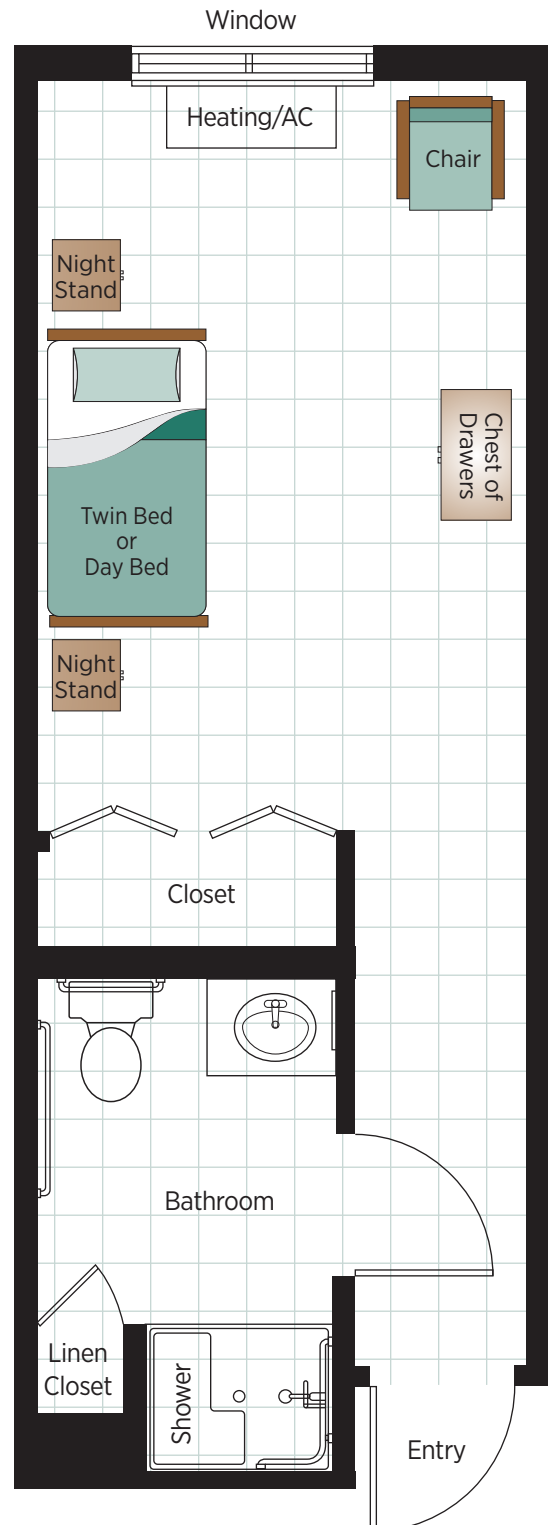 Window
Heating/AC
Chair
Night
Stand
Chest of
Drawers
Twin Bed
or
Day Bed
Night
Stand
Closet
Bathroom
Linen
Closet
Shower
Entry